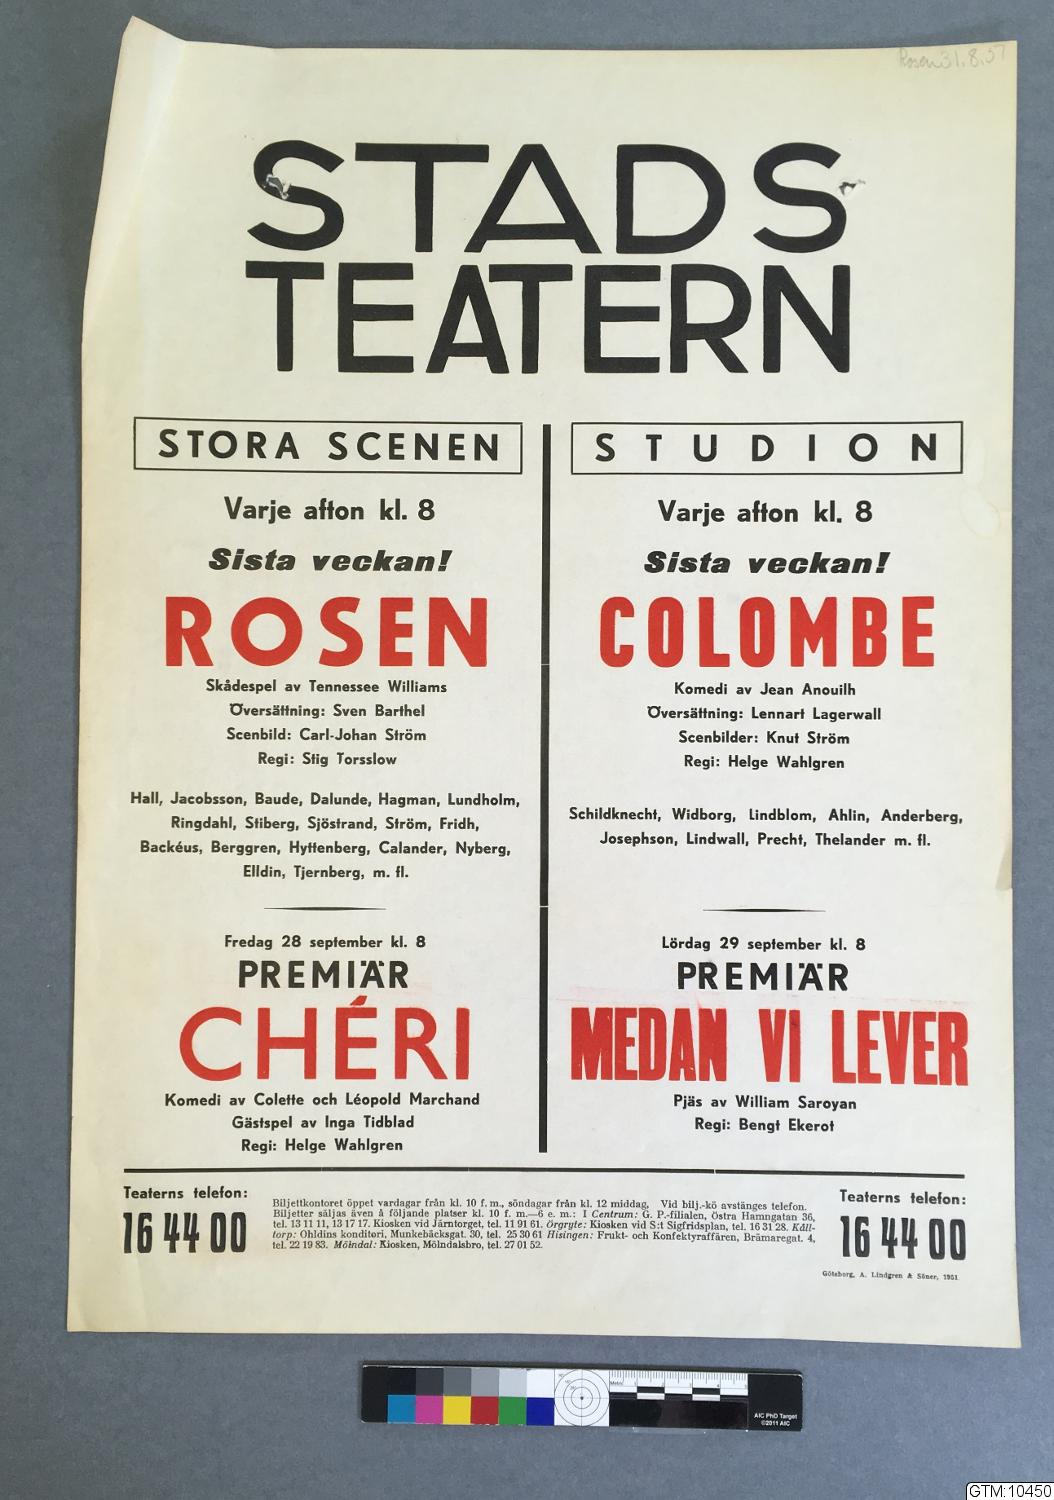 Rosen 31.8.57
STADS
TEATERN
STORA SCENEN
Varje afton kl. 8
Sista veckan!
ROSEN
Skådespel av Tennessee Williams
Översättning: Sven Barthel
Scenbild: Carl-Johan Ström
Regi: Stig Torsslow
Hall, Jacobsson, Baude, Dalunde, Hagman, Lundholm,
Ringdahl, Stiberg, Sjöstrand, Ström, Fridh,
Backéus, Berggren, Hyttenberg, Calander, Nyberg,
Elldin, Tjernberg, m. fl.
Fredag 28 september kl. 8
PREMIÄR
CHÉRI
Komedi av Colette och Léopold Marchand
Gästspel av Inga Tidblad
Regi: Helge Wahlgren
STUDION
Varje afton kl. 8
Sista veckan!
COLOMBE
Komedi av Jean Anouilh
Översättning: Lennart Lagerwall
Scenbilder: Knut Ström
Regi: Helge Wahlgren
Schildknecht, Widborg, Lindblom, Ahlin, Anderberg,
Josephson, Lindwall, Precht, Thelander m. fl.
Lördag 29 september kl. 8
PREMIÄR
MEDAN VI LEVER
Pjäs av William Saroyan
Regi: Bengt Ekerot
Teaterns telefon:
16 44 00
Biljettkontoret öppet vardagar från kl. 10 f. m., söndagar från kl. 12 middag, Vid bilj.-kö avstänges telefon.
Biljetter säljas även å följande platser kl. 10 f. m.—6 e. m.: I Centrum: G. P.-filialen, Östra Hamngatan 36,
tel. 13 11 11, 13 17 17. Kiosken vid Järntorget, tel. 11 91 61. Örgryte: Kiosken vid S:t Sigfridsplan, tel. 16 31 28. Käll-
torp: Ohldins konditori, Munkebäcksgat. 30, tel. 25 30 61 Hisingen: Frukt- och Konfektyraffären, Brämaregat. 4,
tel. 22 19 83. Mölndal: Kiosken, Mölndalsbro, tel. 27 01 52.
Teaterns telefon:
16 44 00
Göteborg, A. Lindgren & Söner, 1951
AIC PhD Target
©2011 AIC
GTM:10450